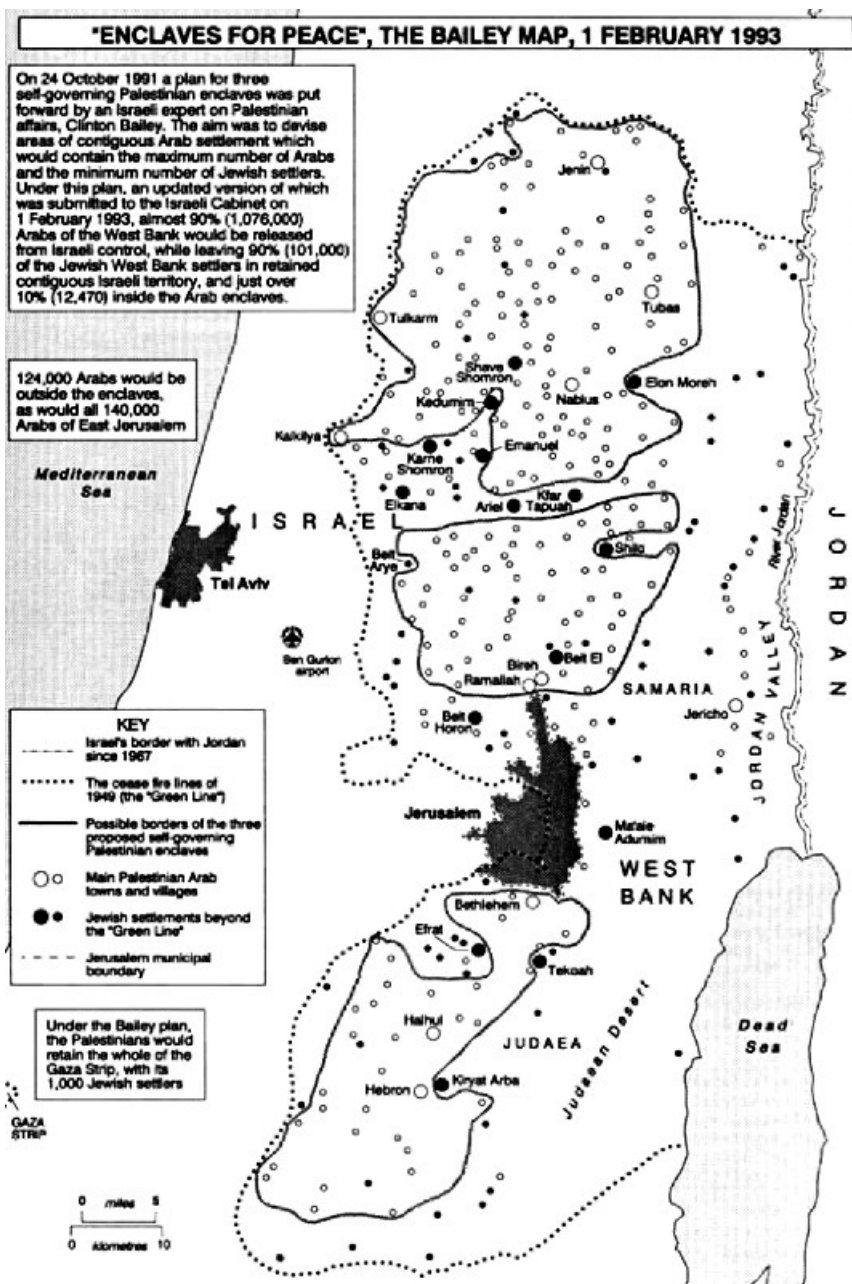 "ENCLAVES FOR PEACE", THE BAILEY MAP, 1 FEBRUARY 1993
On 24 October 1991 a plan for three
self-governing Palestinian enclaves was put
forward by an Israeli expert on Palestinian
affairs, Clinton Bailey. The aim was to devise
areas of contiguous Arab settlement which
would contain the maximum number of Arabs
and the minimum number of Jewish settlers.
Under this plan, an updated version of which
was submitted to the Israeli Cabinet on
1 February 1993, almost 90% (1,076,000)
Arabs of the West Bank would be released
from Israeli control, while leaving 90% (101,000)
of the Jewish West Bank settlers in retained
contiguous Israeli territory, and just over
10% (12,470) inside the Arab enclaves.
124,000 Arabs would be
outside the enclaves,
as would all 140,000
Arabs of East Jerusalem
Jenin
Tubas
Tulkarm
Shave
Shomron
Elon Moreh
Nablus
Kedumim
Kalkilya
Karne
Shomron
Emanuel
Mediterranean
Sea
Elkana
Ariel
Kfar
Tapuah
ISRAEL
JORDAN
River Jordan
Beit
Arye
Shilo
Tel Aviv
Ben Gurion
airport
Bireh
Beit El
Ramallah
SAMARIA
Jericho
JORDAN VALLEY
Beit
Horon
KEY
Israel's border with Jordan
since 1967
The cease fire lines of
1949 (the "Green Line")
Possible borders of the three
proposed self-governing
Palestinian enclaves
Main Palestinian Arab
towns and villages
Jewish settlements beyond
the "Green Line"
Jerusalem municipal
boundary
Jerusalem
Ma'ale
Adumim
WEST
BANK
Bethlehem
Efrat
Tekoah
Halhul
JUDAEA
Judaean Desert
Dead
Sea
Hebron
Kiryat Arba
Under the Bailey plan,
the Palestinians would
retain the whole of the
Gaza Strip, with its
1,000 Jewish settlers
GAZA
STRIP
0 miles 5
0 kilometres 10